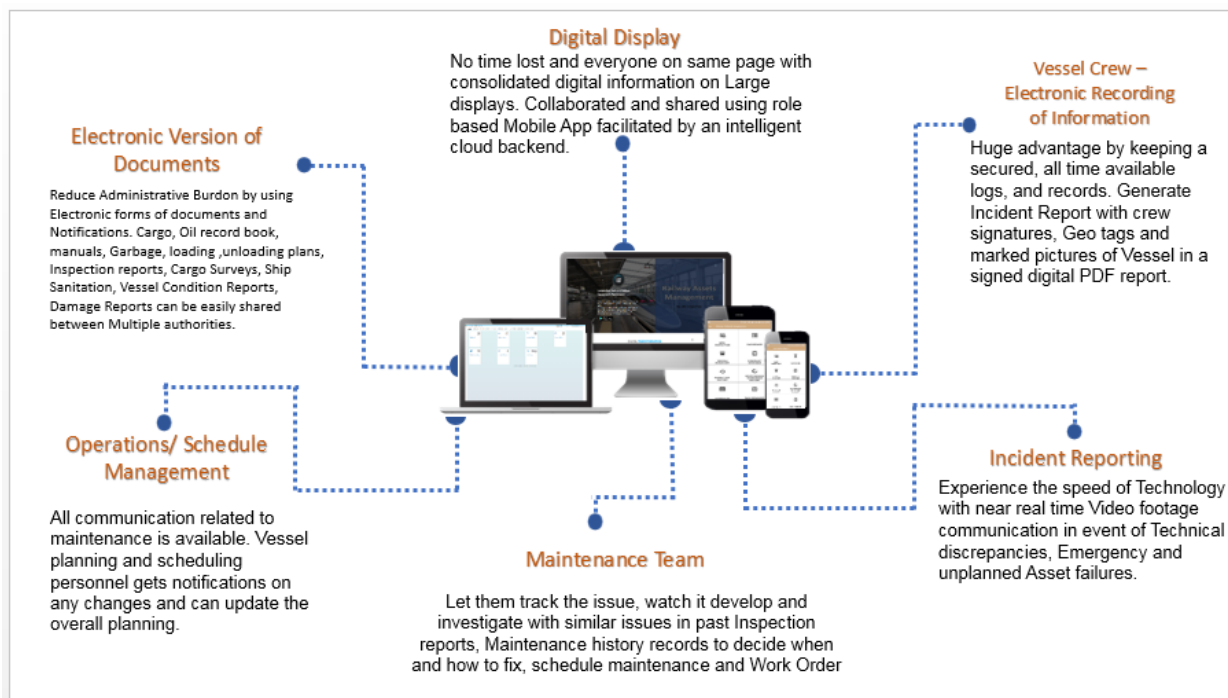 Digital Display
No time lost and everyone on same page with
consolidated digital information on Large
displays. Collaborated and shared using role
based Mobile App facilitated by an intelligent
cloud backend.
Vessel Crew –
Electronic Recording
of Information
Huge advantage by keeping a
secured, all time available
logs, and records. Generate
Incident Report with crew
signatures, Geo tags and
marked pictures of Vessel in a
signed digital PDF report.
Electronic Version of
Documents
Reduce Administrative Burdon by using
Electronic forms of documents and
Notifications. Cargo, Oil record book,
manuals, Garbage, loading ,unloading plans,
Inspection reports, Cargo Surveys, Ship
Sanitation, Vessel Condition Reports,
Damage Reports can be easily shared
between Multiple authorities.
Railway Assets
Management
Operations/ Schedule
Management
All communication related to
maintenance is available. Vessel
planning and scheduling
personnel gets notifications on
any changes and can update the
overall planning.
Maintenance Team
Let them track the issue, watch it develop and
investigate with similar issues in past Inspection
reports, Maintenance history records to decide when
and how to fix, schedule maintenance and Work Order
Incident Reporting
Experience the speed of Technology
with near real time Video footage
communication in event of Technical
discrepancies, Emergency and
unplanned Asset failures.